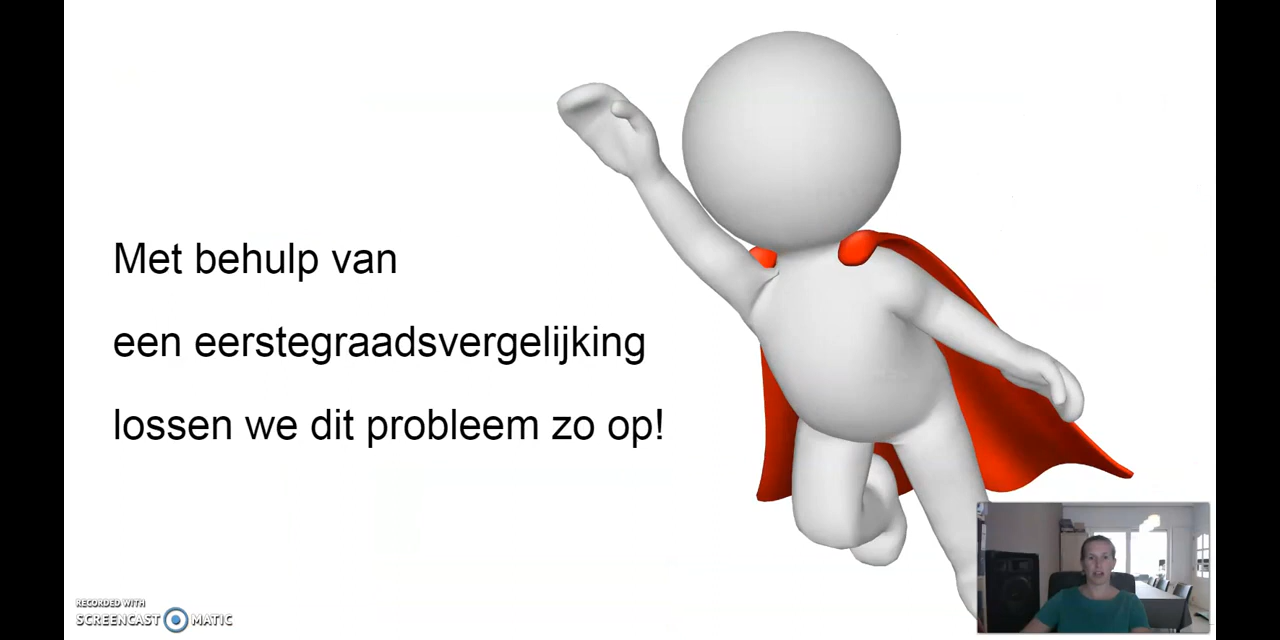 Met behulp van
een eerstegraadsvergelijking
lossen we dit probleem zo op!
RECORDED WITH
SCREENCAST MATIC